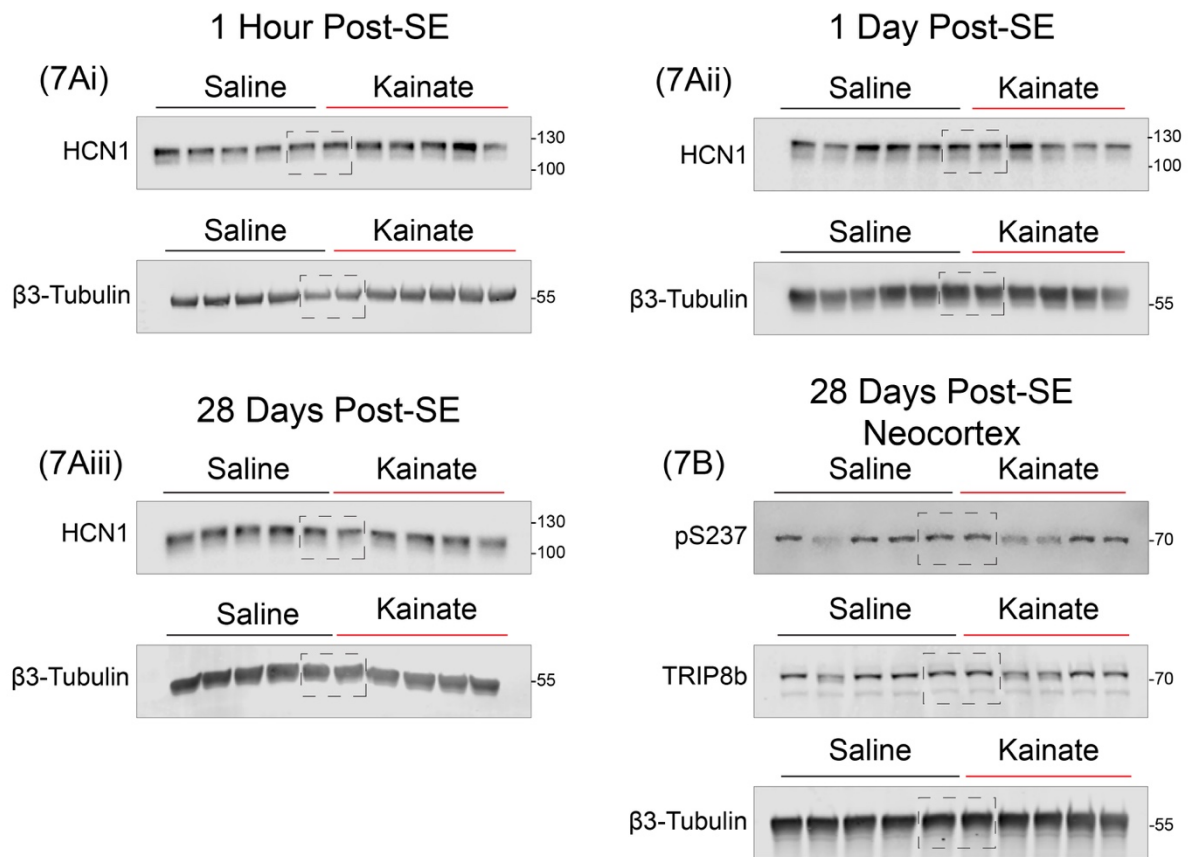 1 Hour Post-SE
(7Ai)
Saline Kainate
HCN1
-130
-100
Saline Kainate
β3-Tubulin
-55
1 Day Post-SE
(7Aii)
Saline Kainate
HCN1
-130
-100
Saline Kainate
β3-Tubulin
-55
28 Days Post-SE
(7Aiii)
Saline Kainate
HCN1
-130
-100
Saline Kainate
β3-Tubulin
-55
28 Days Post-SE
Neocortex
(7B)
Saline Kainate
pS237
-70
Saline Kainate
TRIP8b
-70
Saline Kainate
β3-Tubulin
-55